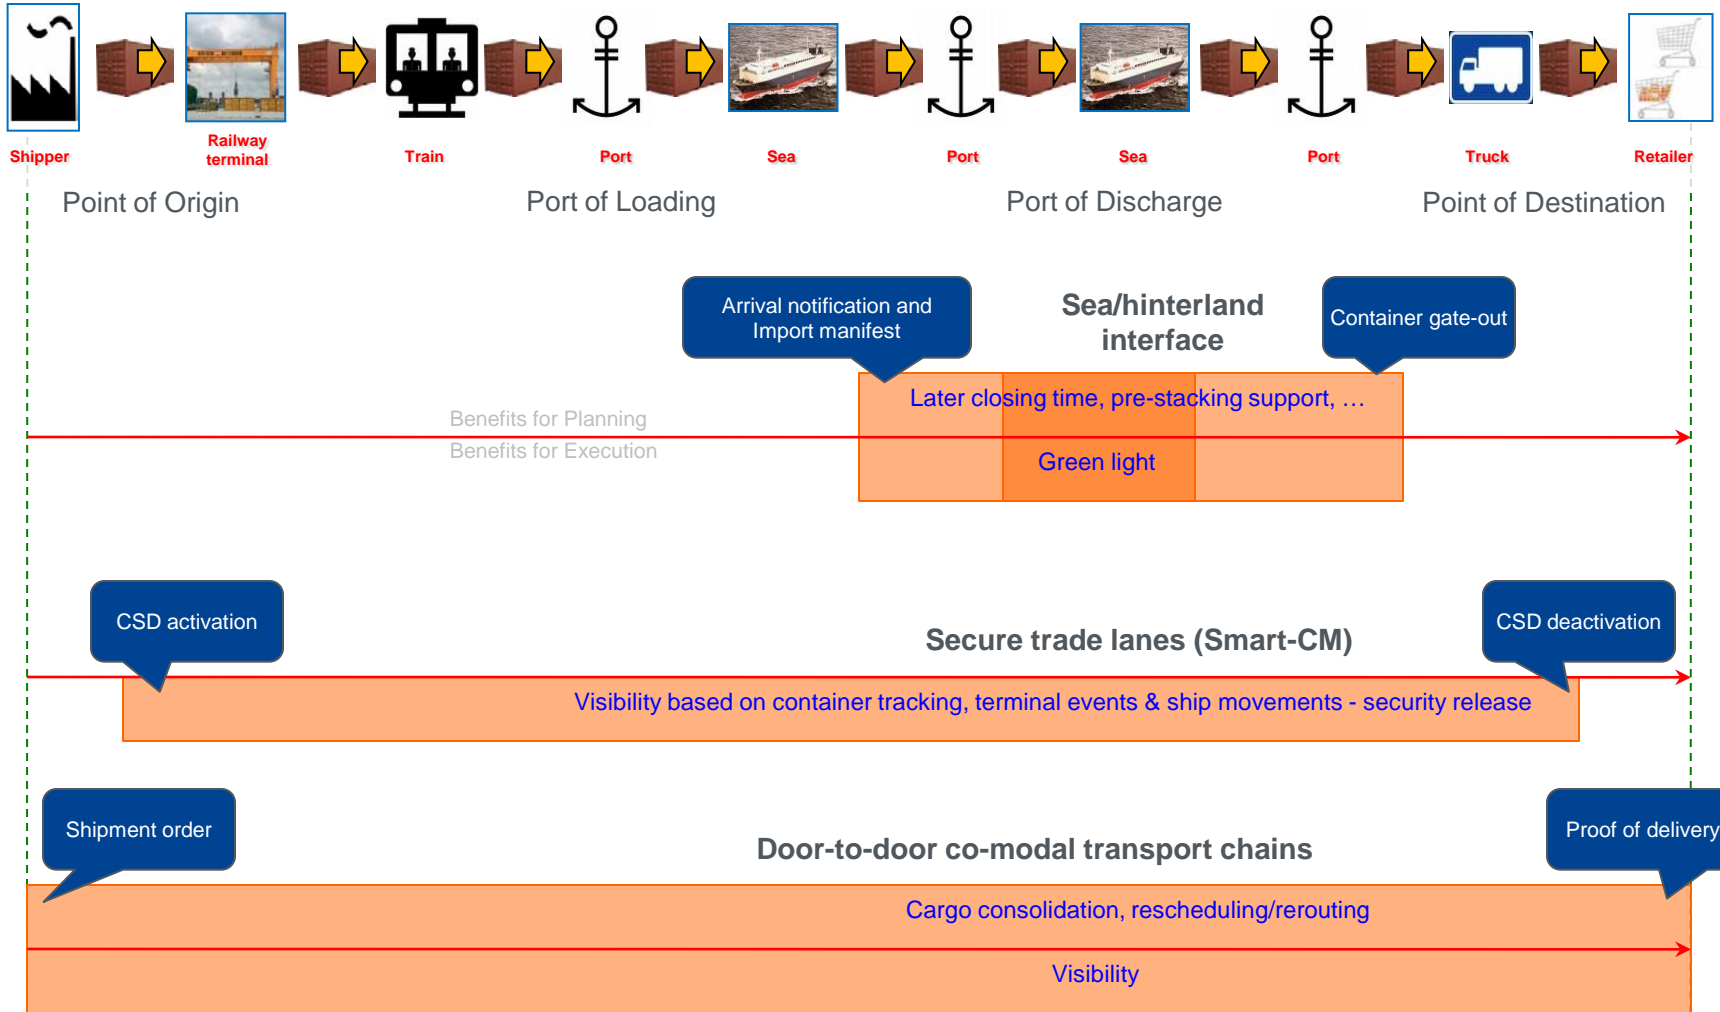 Shipper
Railway
terminal
Train
Port
Sea
Port
Sea
Port
Truck
Retailer
Point of Origin
Port of Loading
Port of Discharge
Point of Destination
Arrival notification and
Import manifest
Sea/hinterland
interface
Container gate-out
Later closing time, pre-stacking support, …
Benefits for Planning
Benefits for Execution
Green light
CSD activation
Secure trade lanes (Smart-CM)
CSD deactivation
Visibility based on container tracking, terminal events & ship movements - security release
Shipment order
Door-to-door co-modal transport chains
Proof of delivery
Cargo consolidation, rescheduling/rerouting
Visibility